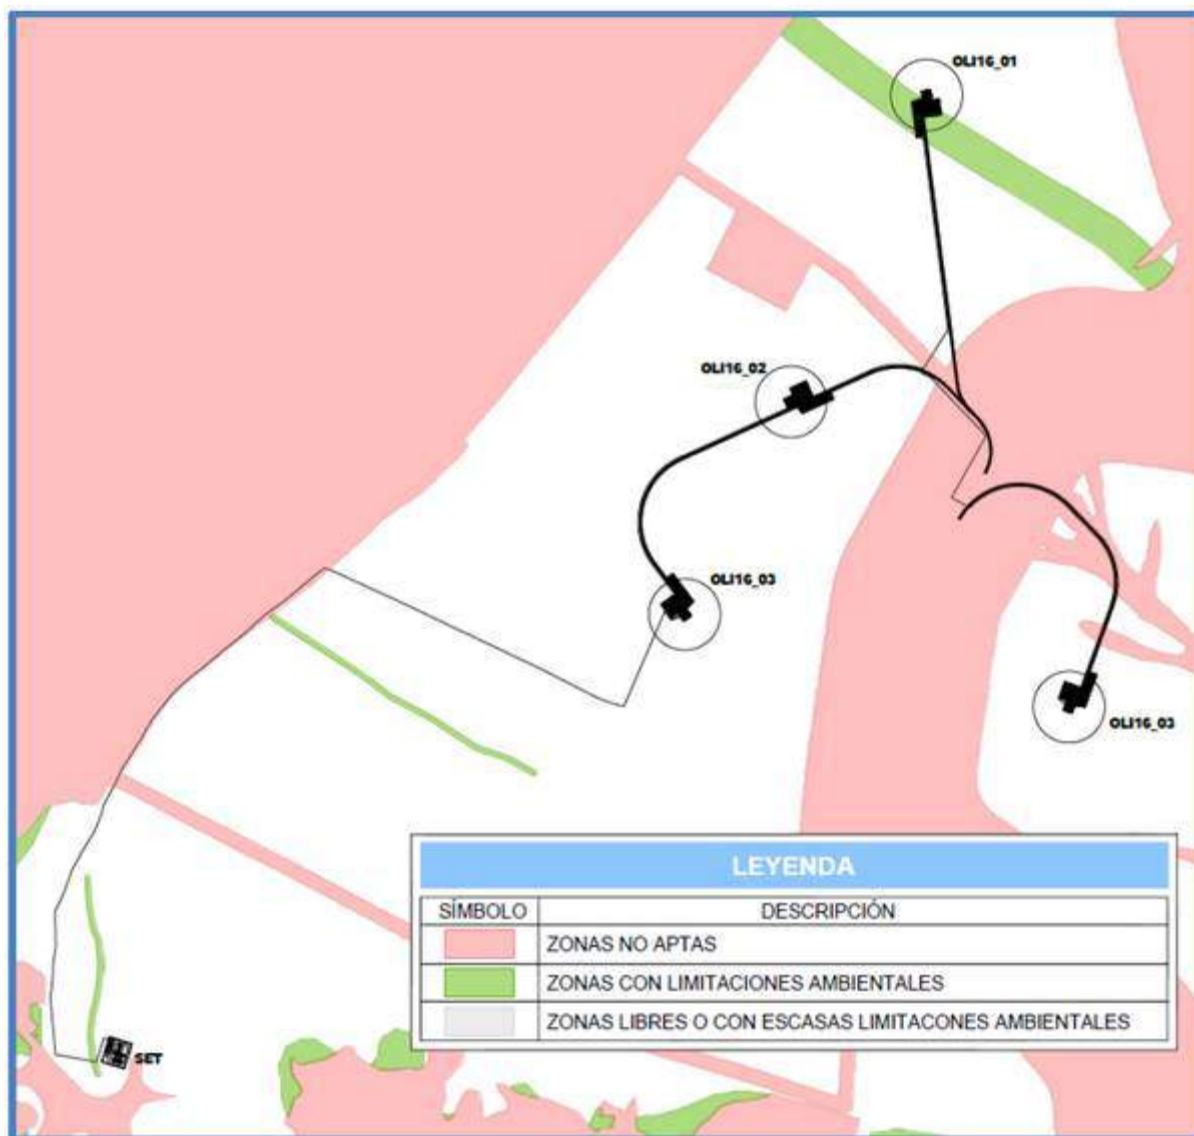 OLI16_01
OLI16_02
OLI16_03
OLI16_03
LEYENDA
SÍMBOLO DESCRIPCIÓN
ZONAS NO APTAS
ZONAS CON LIMITACIONES AMBIENTALES
ZONAS LIBRES O CON ESCASAS LIMITACONES AMBIENTALES
SET